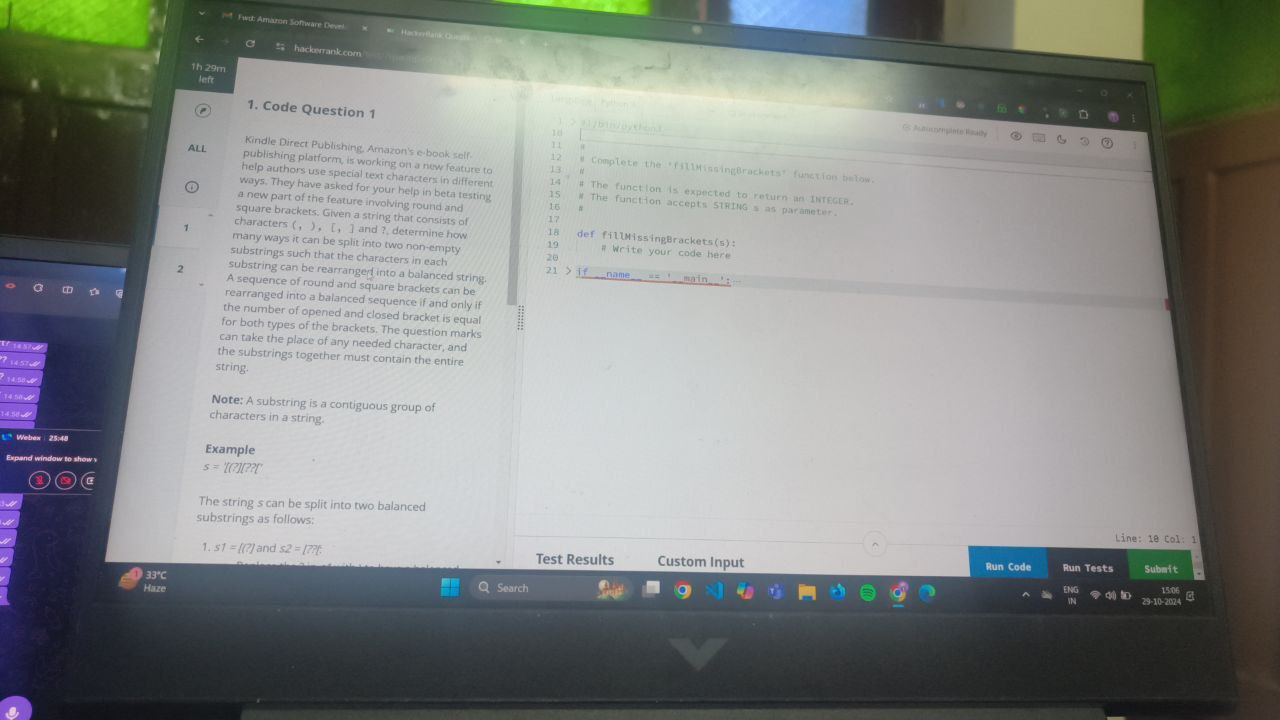 Fwd: Amazon Software Devel
hackerrank.com
1h 29m
left
ALL
1
2
1. Code Question 1
Kindle Direct Publishing, Amazon's e-book self-
publishing platform, is working on a new feature to
help authors use special text characters in different
ways. They have asked for your help in beta testing
a new part of the feature involving round and
square brackets. Given a string that consists of
characters (, ), [, ] and ?, determine how
many ways it can be split into two non-empty
substrings such that the characters in each
substring can be rearranged into a balanced string.
A sequence of round and square brackets can be
rearranged into a balanced sequence if and only if
the number of opened and closed bracket is equal
for both types of the brackets. The question marks
can take the place of any needed character, and
the substrings together must contain the entire
string.
Note: A substring is a contiguous group of
characters in a string.
Example
s = '[(?][??['
The string s can be split into two balanced
substrings as follows:
1. s1 = [(?] and s2 = [??[:
Python
Autocomplete Ready
1 > #!/bin/python3
10
11 #
12 # Complete the 'fillMissingBrackets' function below.
13 #
14 # The function is expected to return an INTEGER.
15 # The function accepts STRING s as parameter.
16 #
17
18 def fillMissingBrackets(s):
19 # Write your code here
20
21 > if __name__ == '__main__':
Line: 10 Col: 1
Test Results
Custom Input
Run Code
Run Tests
Submit
14:57
14:57
14:58
14:58
14:58
Webex
25:48
Expand window to show
33°C
Haze
Search
ENG
IN
15:06
29-10-2024